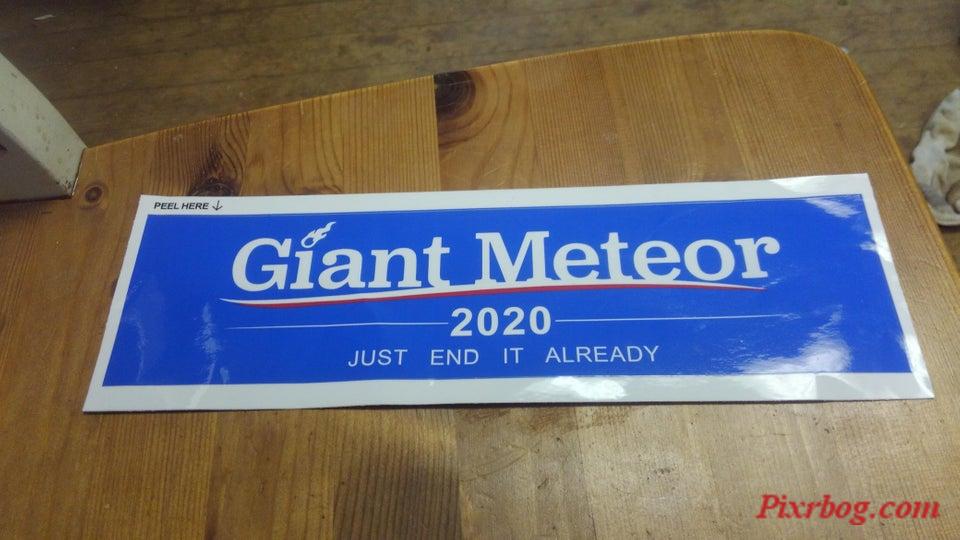 PEEL HERE ↓
Giant Meteor
2020
JUST END IT ALREADY
Pixrbog.com